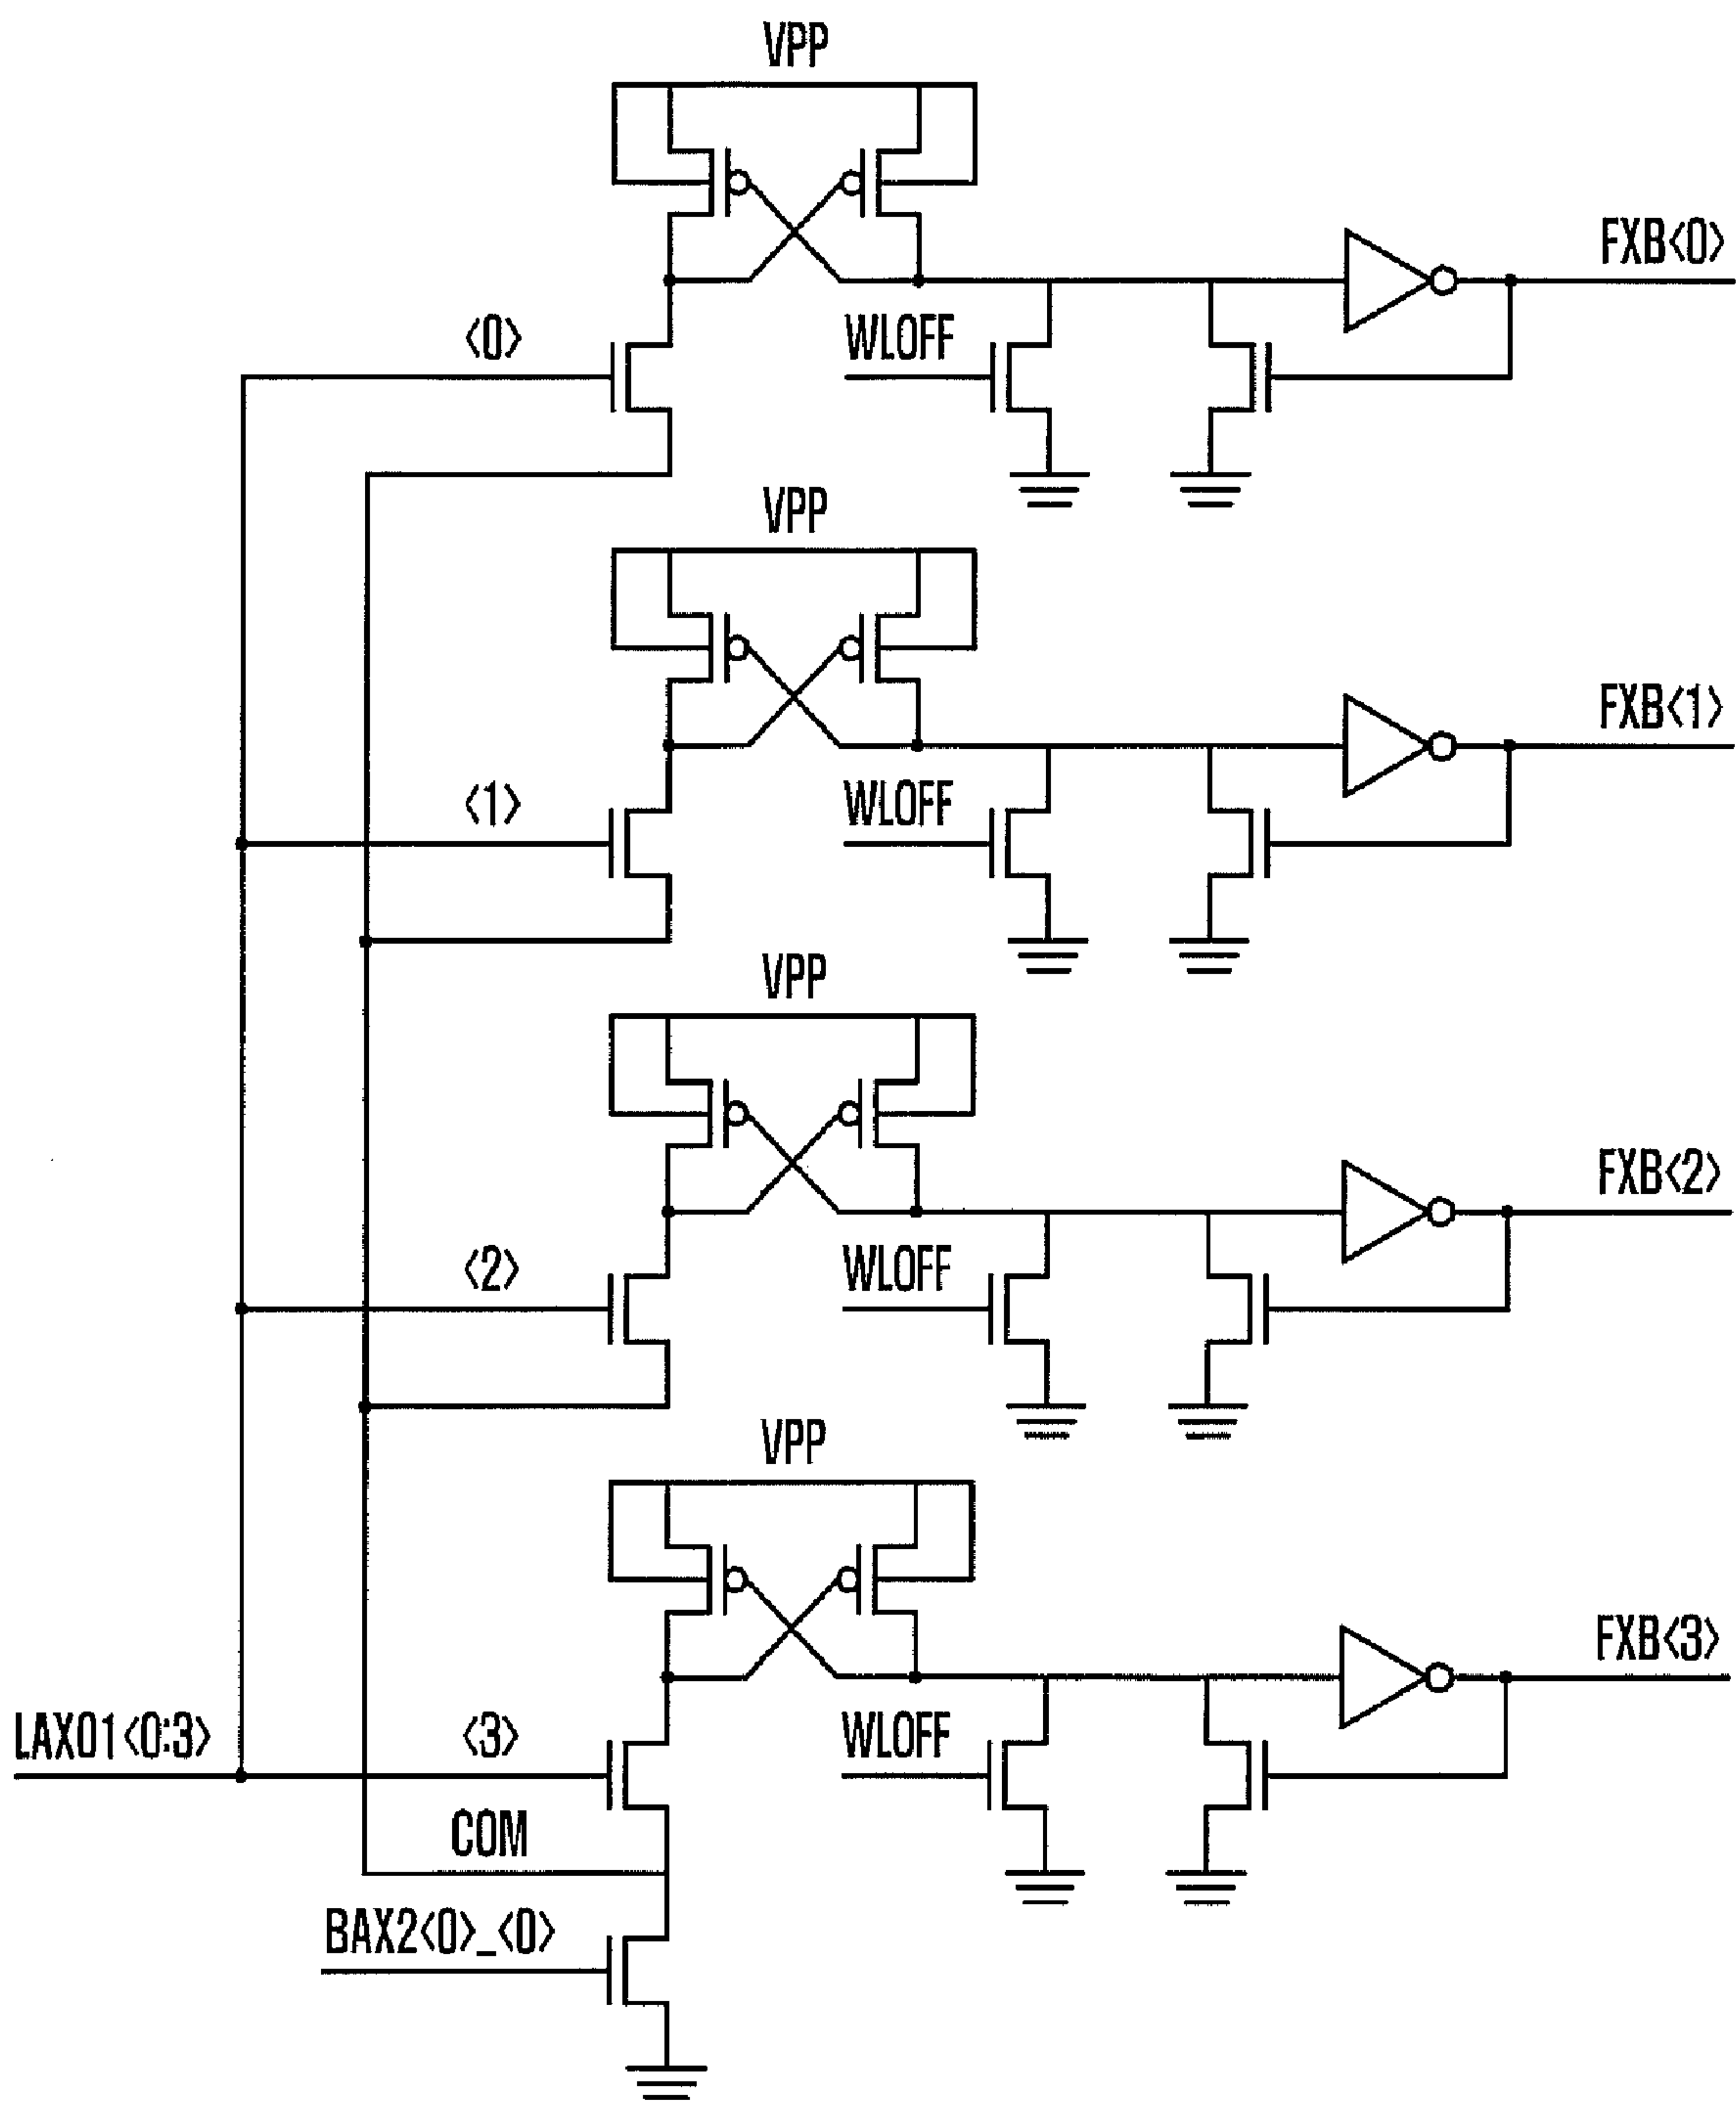 VPP
FXB<0>
<0>
WLOFF
VPP
FXB<1>
<1>
WLOFF
VPP
FXB<2>
<2>
WLOFF
VPP
FXB<3>
LAX01<0:3>
<3>
WLOFF
COM
BAX2<0>_<0>